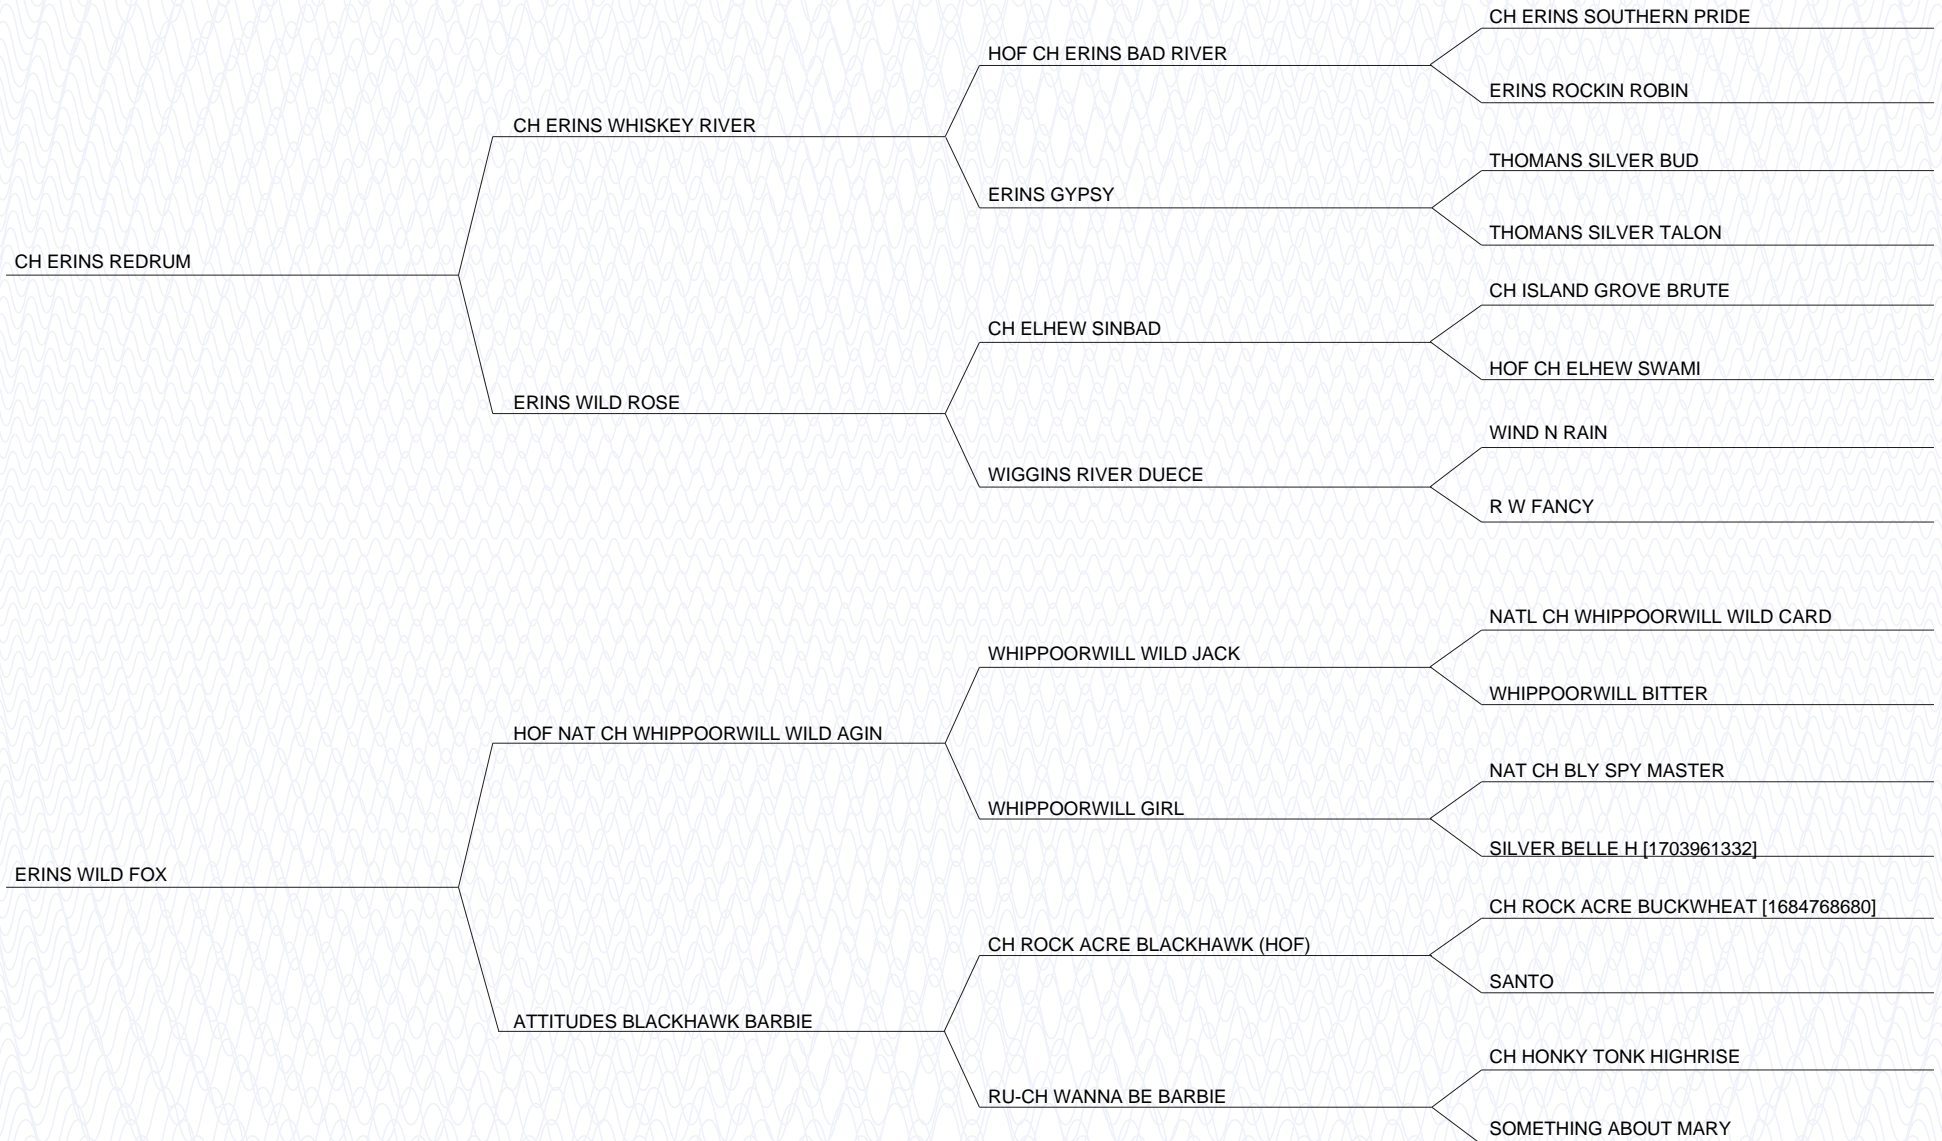 CH ERINS SOUTHERN PRIDE
HOF CH ERINS BAD RIVER
ERINS ROCKIN ROBIN
CH ERINS WHISKEY RIVER
THOMANS SILVER BUD
ERINS GYPSY
THOMANS SILVER TALON
CH ERINS REDRUM
CH ISLAND GROVE BRUTE
CH ELHEW SINBAD
HOF CH ELHEW SWAMI
ERINS WILD ROSE
WIND N RAIN
WIGGINS RIVER DUECE
R W FANCY
NATL CH WHIPPOORWILL WILD CARD
WHIPPOORWILL WILD JACK
WHIPPOORWILL BITTER
HOF NAT CH WHIPPOORWILL WILD AGIN
NAT CH BLY SPY MASTER
WHIPPOORWILL GIRL
SILVER BELLE H [1703961332]
ERINS WILD FOX
CH ROCK ACRE BUCKWHEAT [1684768680]
CH ROCK ACRE BLACKHAWK (HOF)
SANTO
ATTITUDES BLACKHAWK BARBIE
CH HONKY TONK HIGHRISE
RU-CH WANNA BE BARBIE
SOMETHING ABOUT MARY